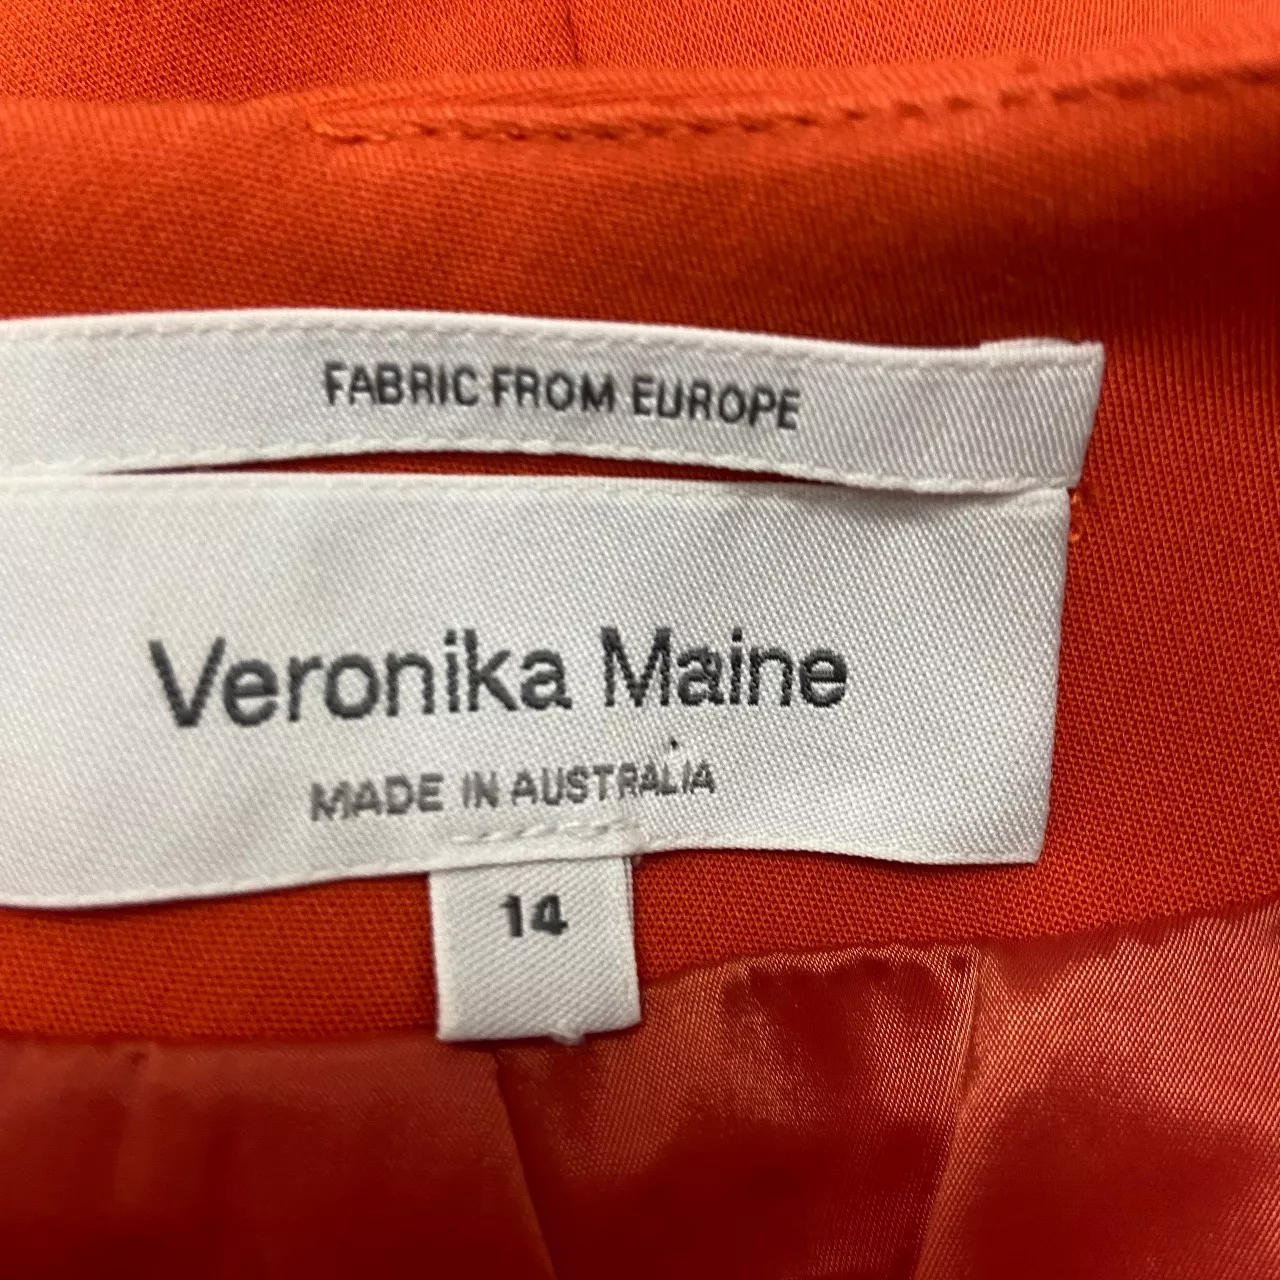 FABRIC FROM EUROPE
Veronika Maine
MADE IN AUSTRALIA
14